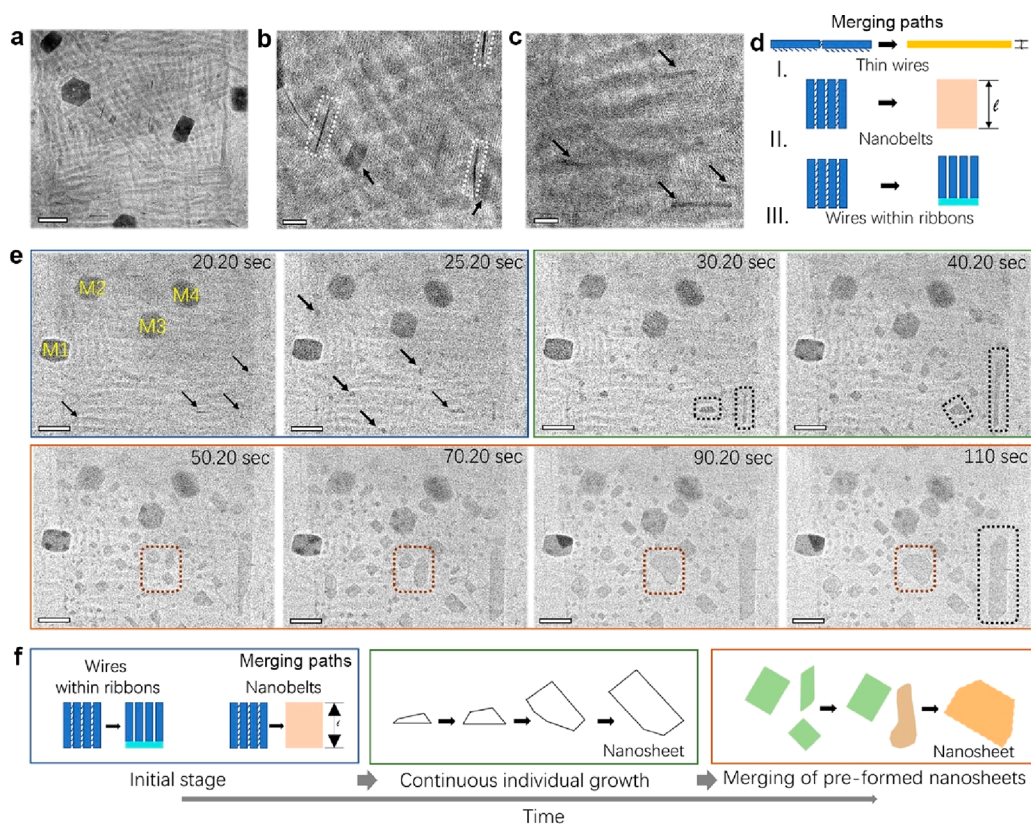 a
b
c
d
Merging paths
I.
Thin wires
ℓ
II.
Nanobelts
III.
Wires within ribbons
e
20.20 sec
25.20 sec
30.20 sec
40.20 sec
M2
M4
M3
M1
50.20 sec
70.20 sec
90.20 sec
110 sec
f
Wires
within ribbons
Merging paths
Nanobelts
Nanosheet
Nanosheet
Initial stage
Continuous individual growth
Merging of pre-formed nanosheets
Time